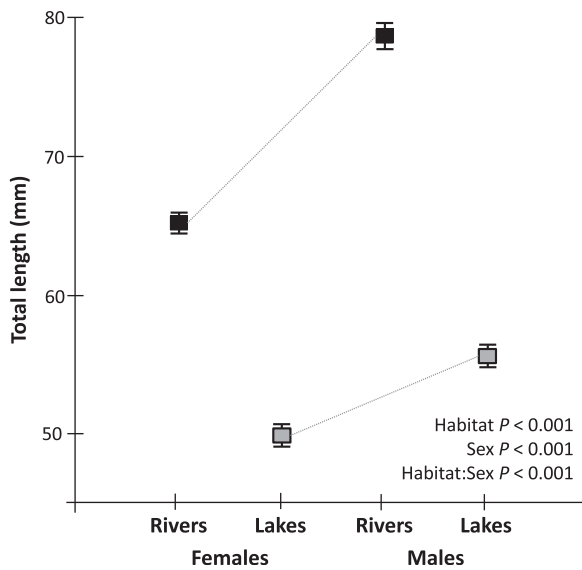 80
70
60
50
Total length (mm)
Habitat P < 0.001
Sex P < 0.001
Habitat:Sex P < 0.001
Rivers Lakes Rivers Lakes
Females Males